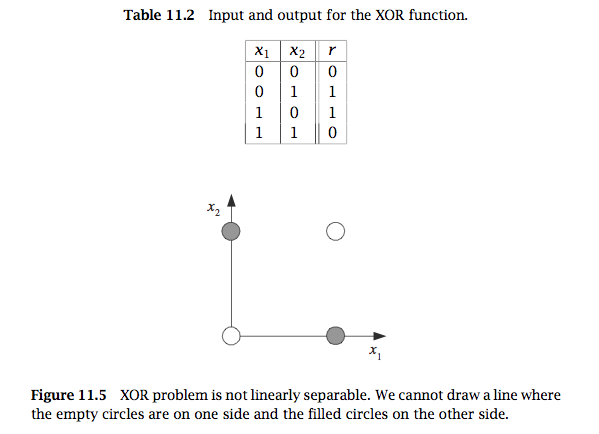 Table 11.2 Input and output for the XOR function.
x1 x2 r
0 0 0
0 1 1
1 0 1
1 1 0
x2
x1
Figure 11.5 XOR problem is not linearly separable. We cannot draw a line where
the empty circles are on one side and the filled circles on the other side.